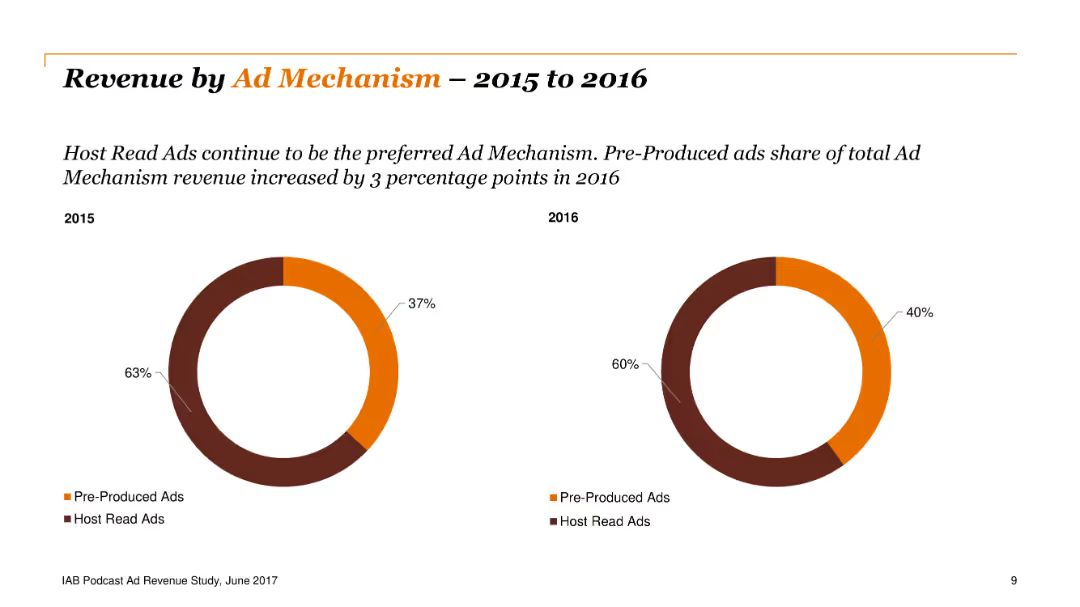 Revenue by Ad Mechanism – 2015 to 2016
Host Read Ads continue to be the preferred Ad Mechanism. Pre-Produced ads share of total Ad
Mechanism revenue increased by 3 percentage points in 2016
2015
37%
63%
Pre-Produced Ads
Host Read Ads
2016
40%
60%
Pre-Produced Ads
Host Read Ads
IAB Podcast Ad Revenue Study, June 2017
9